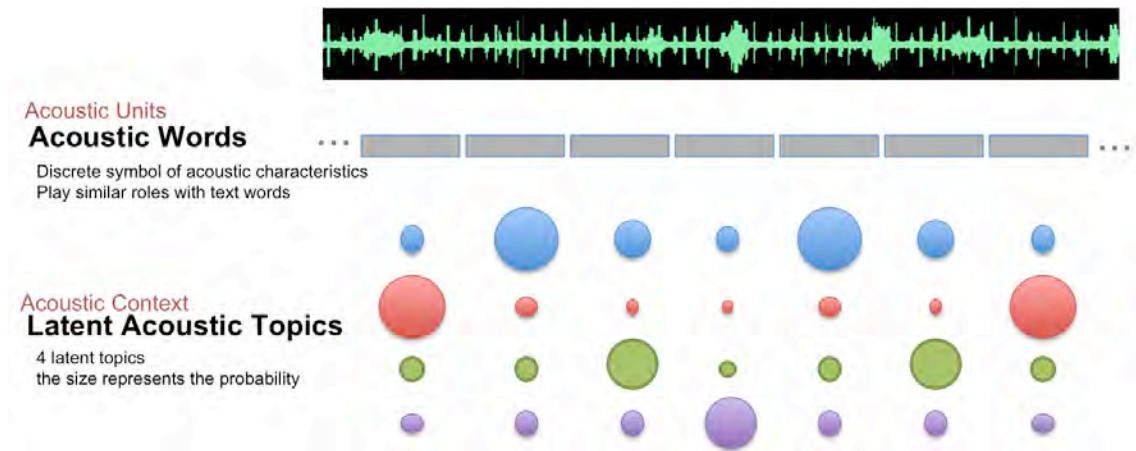 Acoustic Units
Acoustic Words
Discrete symbol of acoustic characteristics
Play similar roles with text words
...
...
Acoustic Context
Latent Acoustic Topics
4 latent topics
the size represents the probability